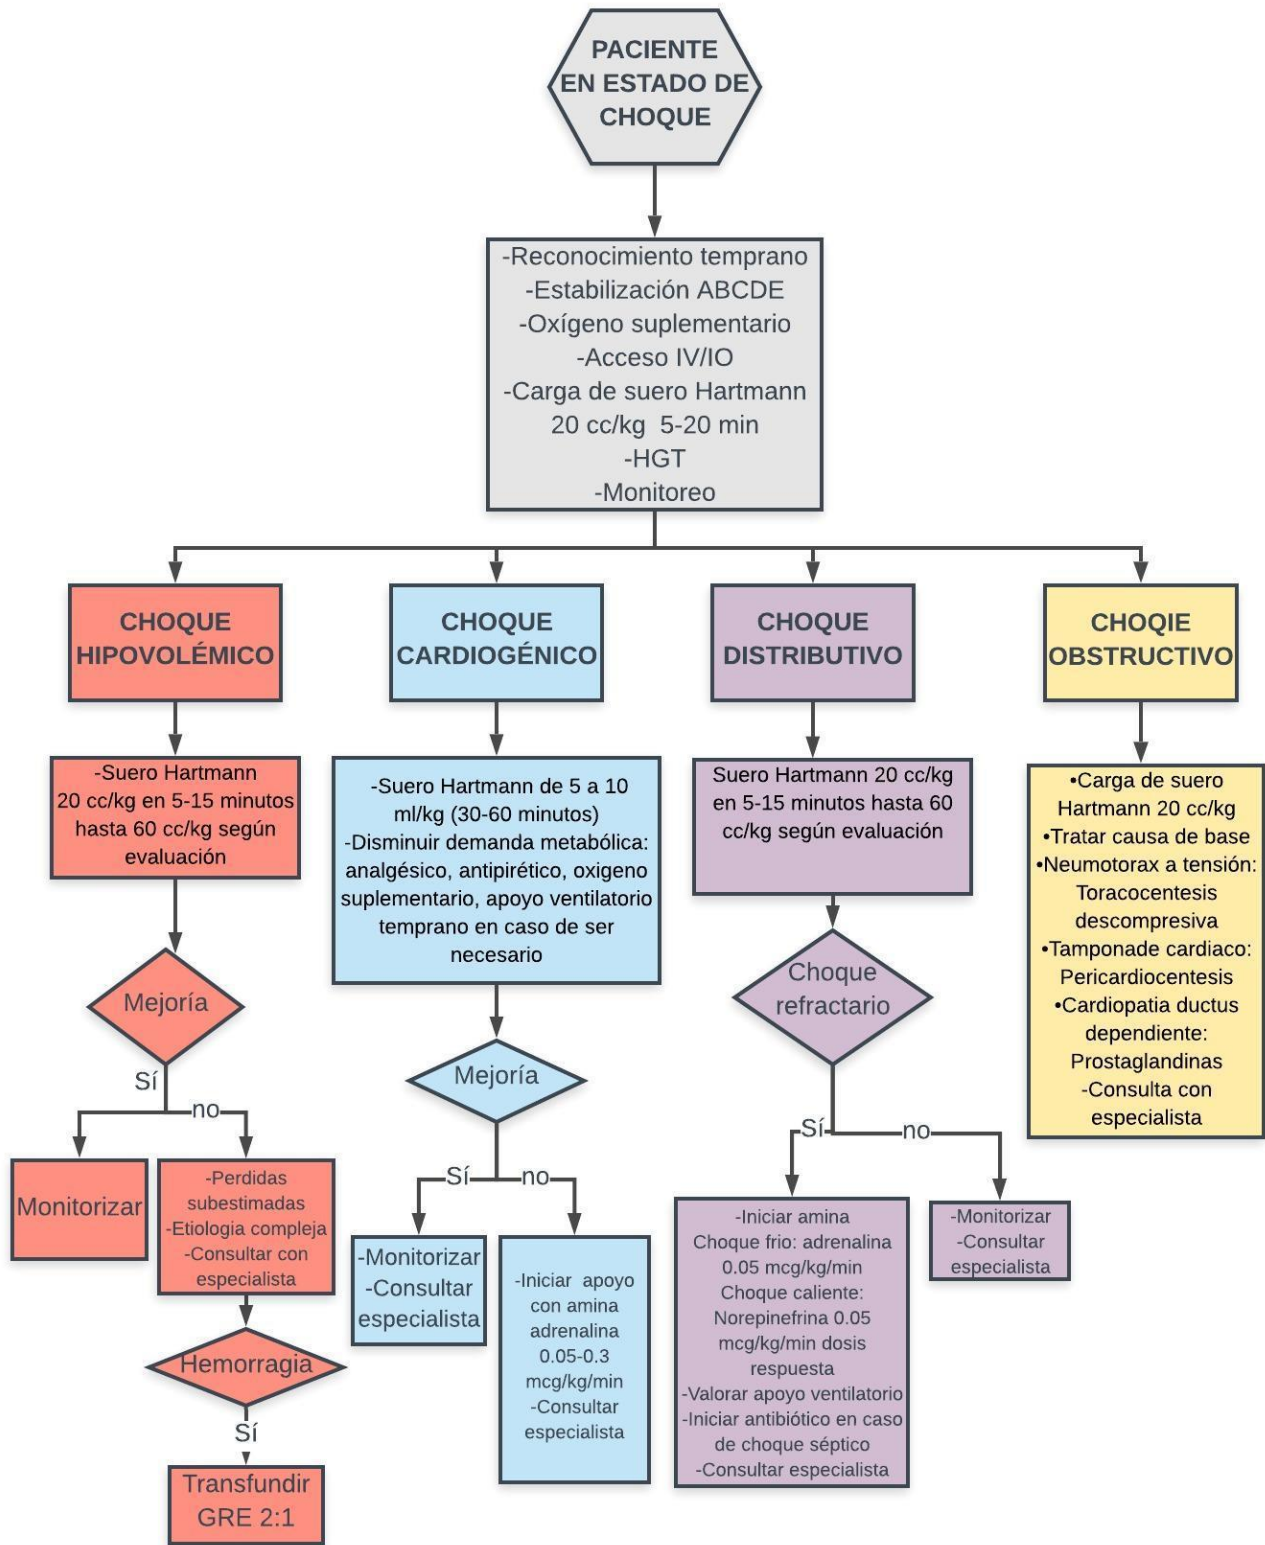 PACIENTE
EN ESTADO DE
CHOQUE
-Reconocimiento temprano
-Estabilización ABCDE
-Oxígeno suplementario
-Acceso IV/IO
-Carga de suero Hartmann
20 cc/kg 5-20 min
-HGT
-Monitoreo
CHOQUE
HIPOVOLÉMICO
-Suero Hartmann
20 cc/kg en 5-15 minutos
hasta 60 cc/kg según
evaluación
Mejoría
Sí
no
Monitorizar
-Perdidas
subestimadas
-Etiologia compleja
-Consultar con
especialista
Hemorragia
Sí
Transfundir
GRE 2:1
CHOQUE
CARDIOGÉNICO
-Suero Hartmann de 5 a 10
ml/kg (30-60 minutos)
-Disminuir demanda metabólica:
analgésico, antipirético, oxigeno
suplementario, apoyo ventilatorio
temprano en caso de ser
necesario
Mejoría
Sí
no
-Monitorizar
-Consultar
especialista
-Iniciar apoyo
con amina
adrenalina
0.05-0.3
mcg/kg/min
-Consultar
especialista
CHOQUE
DISTRIBUTIVO
Suero Hartmann 20 cc/kg
en 5-15 minutos hasta 60
cc/kg según evaluación
Choque
refractario
Sí
no
-Iniciar amina
Choque frio: adrenalina
0.05 mcg/kg/min
Choque caliente:
Norepinefrina 0.05
mcg/kg/min dosis
respuesta
-Valorar apoyo ventilatorio
-Iniciar antibiótico en caso
de choque séptico
-Consultar especialista
-Monitorizar
-Consultar
especialista
CHOQIE
OBSTRUCTIVO
•Carga de suero
Hartmann 20 cc/kg
•Tratar causa de base
•Neumotorax a tensión:
Toracocentesis
descompresiva
•Tamponade cardiaco:
Pericardiocentesis
•Cardiopatia ductus
dependiente:
Prostaglandinas
-Consulta con
especialista